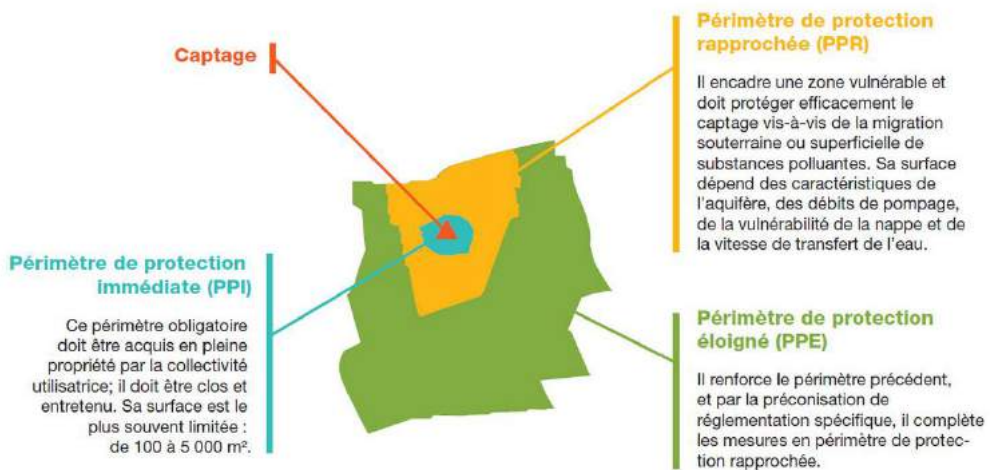 Captage
Périmètre de protection
immédiate (PPI)
Ce périmètre obligatoire
doit être acquis en pleine
propriété par la collectivité
utilisatrice; il doit être clos et
entretenu. Sa surface est le
plus souvent limitée :
de 100 à 5 000 m².
Périmètre de protection
rapprochée (PPR)
Il encadre une zone vulnérable et
doit protéger efficacement le
captage vis-à-vis de la migration
souterraine ou superficielle de
substances polluantes. Sa surface
dépend des caractéristiques de
l'aquifère, des débits de pompage,
de la vulnérabilité de la nappe et de
la vitesse de transfert de l'eau.
Périmètre de protection
éloigné (PPE)
Il renforce le périmètre précédent,
et par la préconisation de
réglementation spécifique, il complète
les mesures en périmètre de protec-
tion rapprochée.